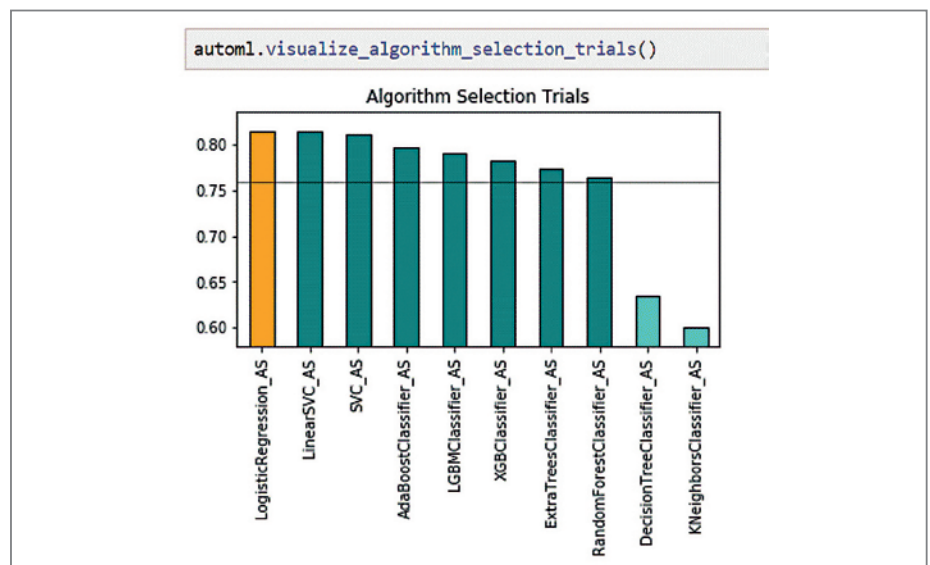 automl.visualize_algorithm_selection_trials()
Algorithm Selection Trials
0.80
0.75
0.70
0.65
0.60
LogisticRegression_AS
LinearSVC_AS
SVC_AS
AdaBoostClassifier_AS
LGBMClassifier_AS
XGBClassifier_AS
ExtraTreesClassifier_AS
RandomForestClassifier_AS
DecisionTreeClassifier_AS
KNeighborsClassifier_AS